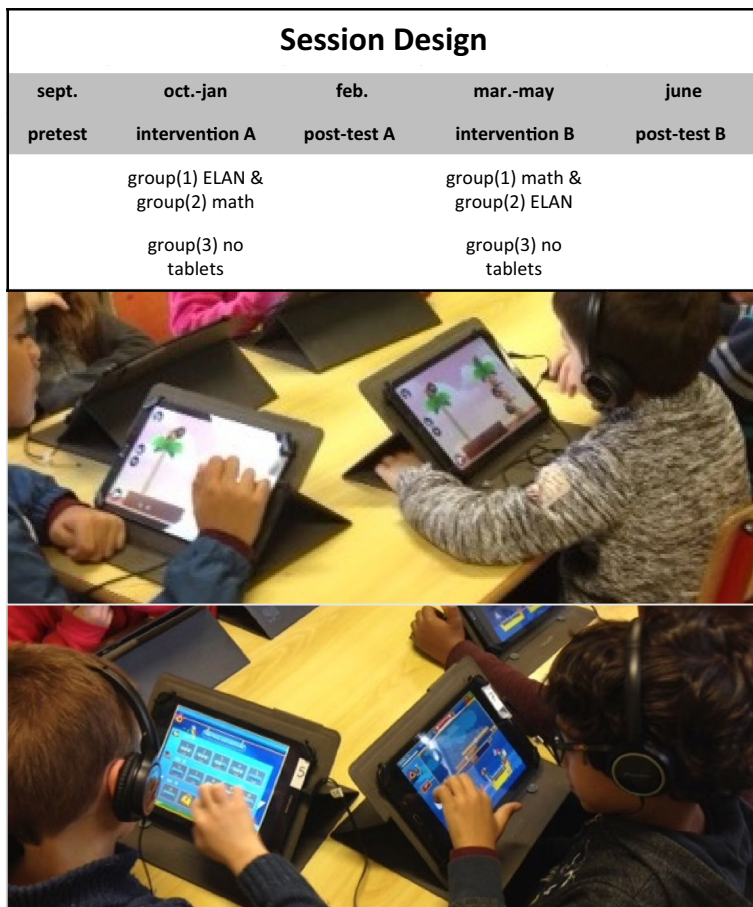 Session Design
sept. oct.-jan feb. mar.-may june
pretest intervention A post-test A intervention B post-test B
group(1) ELAN & group(1) math &
group(2) math group(2) ELAN
group(3) no group(3) no
tablets tablets
5